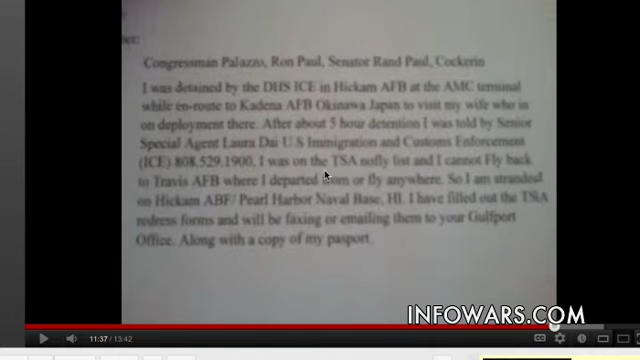 Congressman Palazzo, Ron Paul, Senator Rand Paul, Cockerin
I was detained by the DHS ICE in Hickam AFB at the AMC terminal
while en-route to Kadena AFB Okinawa Japan to visit my wife who in
on deployment there. After about 5 hour detention I was told by Senior
Special Agent Laura Dai U.S Immigration and Customs Enforcement
(ICE) 808.529.1900, I was on the TSA nofly list and I cannot Fly back
to Travis AFB where I departed from or fly anywhere. So I am stranded
on Hickam ABF/ Pearl Harbor Naval Base, HI. I have filled out the TSA
redress forms and will be faxing or emailing them to your Gulfport
Office. Along with a copy of my pasport.
INFOWARS.COM
11:37 / 13:42